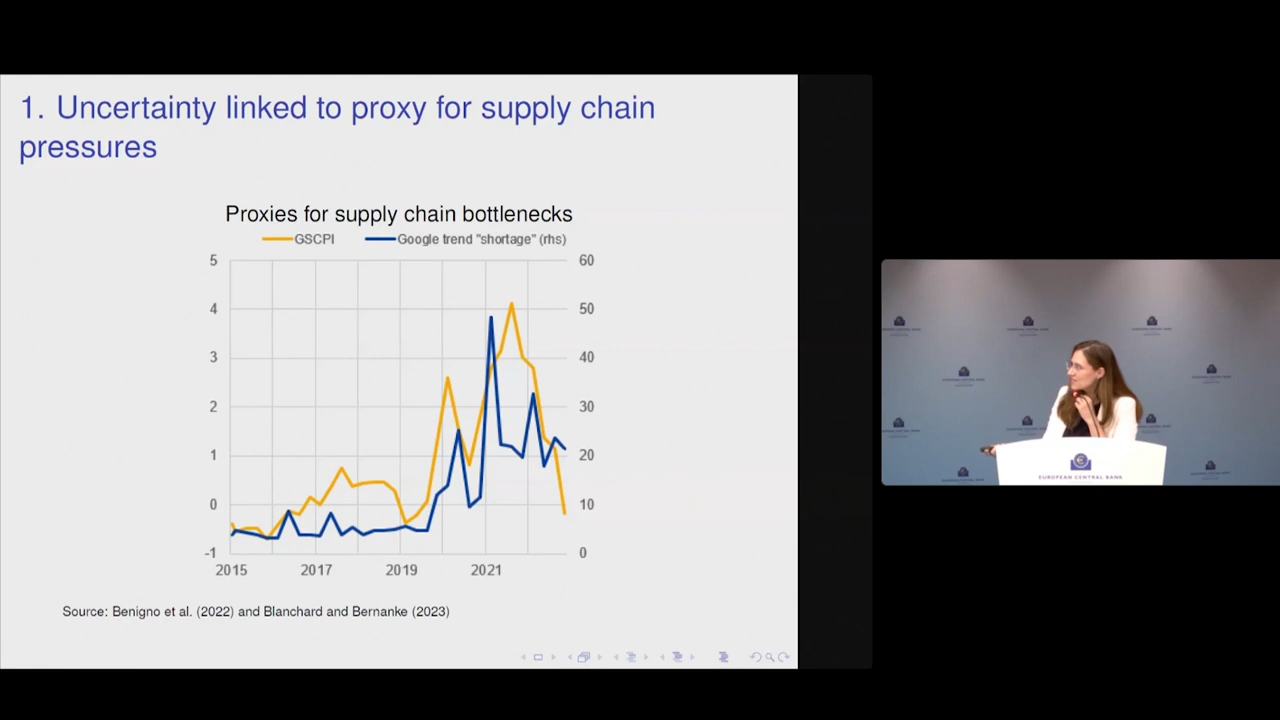 1. Uncertainty linked to proxy for supply chain
pressures
Proxies for supply chain bottlenecks
GSCPI
Google trend "shortage" (rhs)
5
60
4
50
3
40
2
30
1
20
0
10
-1
0
2015
2017
2019
2021
Source: Benigno et al. (2022) and Blanchard and Bernanke (2023)
EUROPEAN CENTRAL BANK